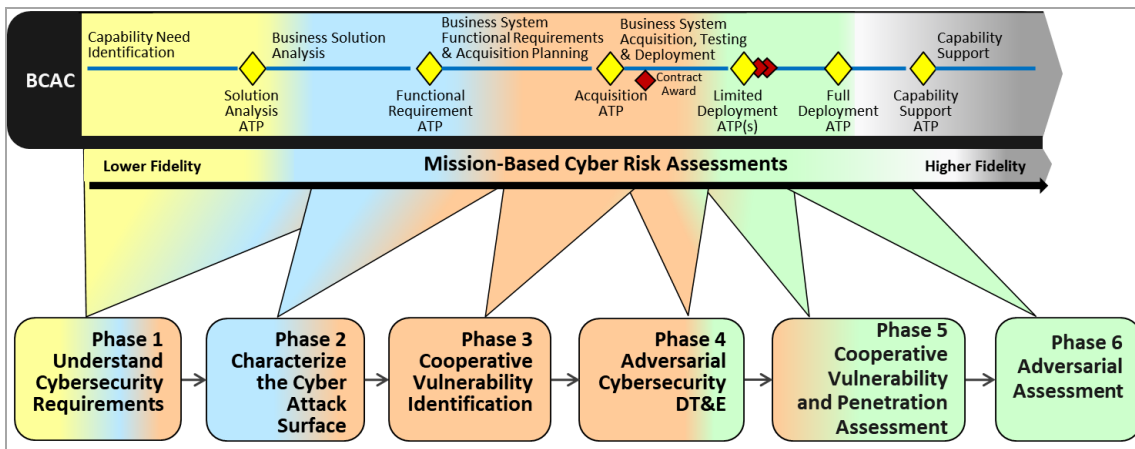 BCAC
Capability Need
Identification
Business Solution
Analysis
Business System
Functional Requirements
& Acquisition Planning
Business System
Acquisition, Testing
& Deployment
Capability
Support
Contract
Award
Solution
Analysis
ATP
Functional
Requirement
ATP
Acquisition
ATP
Limited
Deployment
ATP(s)
Full
Deployment
ATP
Capability
Support
ATP
Lower Fidelity
Mission-Based Cyber Risk Assessments
Higher Fidelity
Phase 1
Understand
Cybersecurity
Requirements
Phase 2
Characterize
the Cyber
Attack
Surface
Phase 3
Cooperative
Vulnerability
Identification
Phase 4
Adversarial
Cybersecurity
DT&E
Phase 5
Cooperative
Vulnerability
and Penetration
Assessment
Phase 6
Adversarial
Assessment